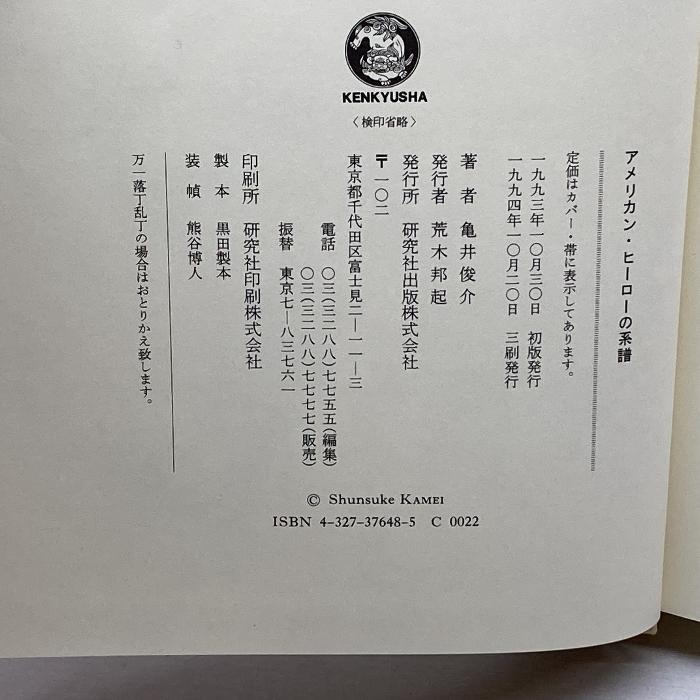 KENKYUSHA
〈検印省略〉
アメリカン・ヒーローの系譜
定価はカバー・帯に表示してあります。
一九九三年一〇月三〇日 初版発行
一九九四年一〇月二〇日 三刷発行
著者 亀井俊介
発行者 荒木邦起
発行所 研究社出版株式会社
〒一〇二
東京都千代田区富士見二―一一―三
電話 〇三(三二八八)七七五五(編集)
〇三(三二八八)七七七七(販売)
振替 東京七―八三七六一
印刷所 研究社印刷株式会社
製本 黒田製本
装幀 熊谷博人
万一落丁乱丁の場合はおとりかえ致します。
© Shunsuke KAMEI
ISBN 4-327-37648-5 C 0022